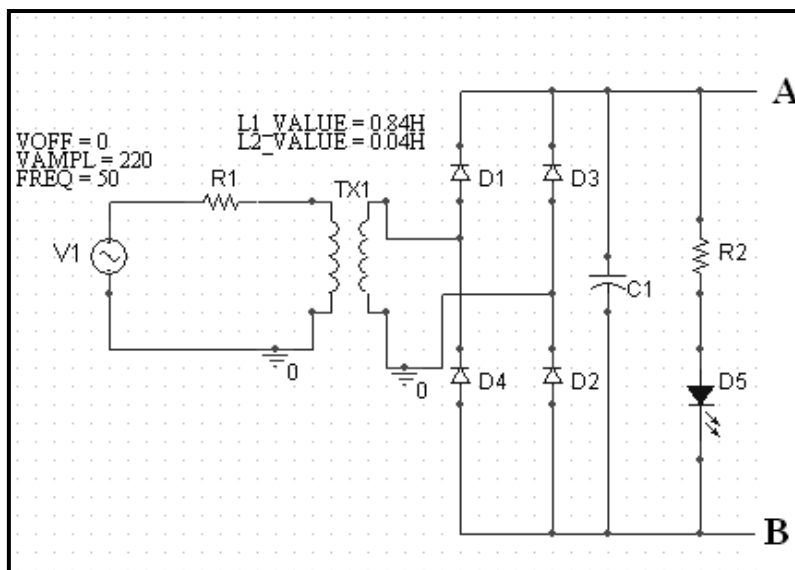 A
L1_VALUE = 0.84H
L2_VALUE = 0.04H
VOFF = 0
VAMPL = 220
FREQ = 50
R1
TX1
D1
D3
V1
R2
C1
0
0
D4
D2
D5
B